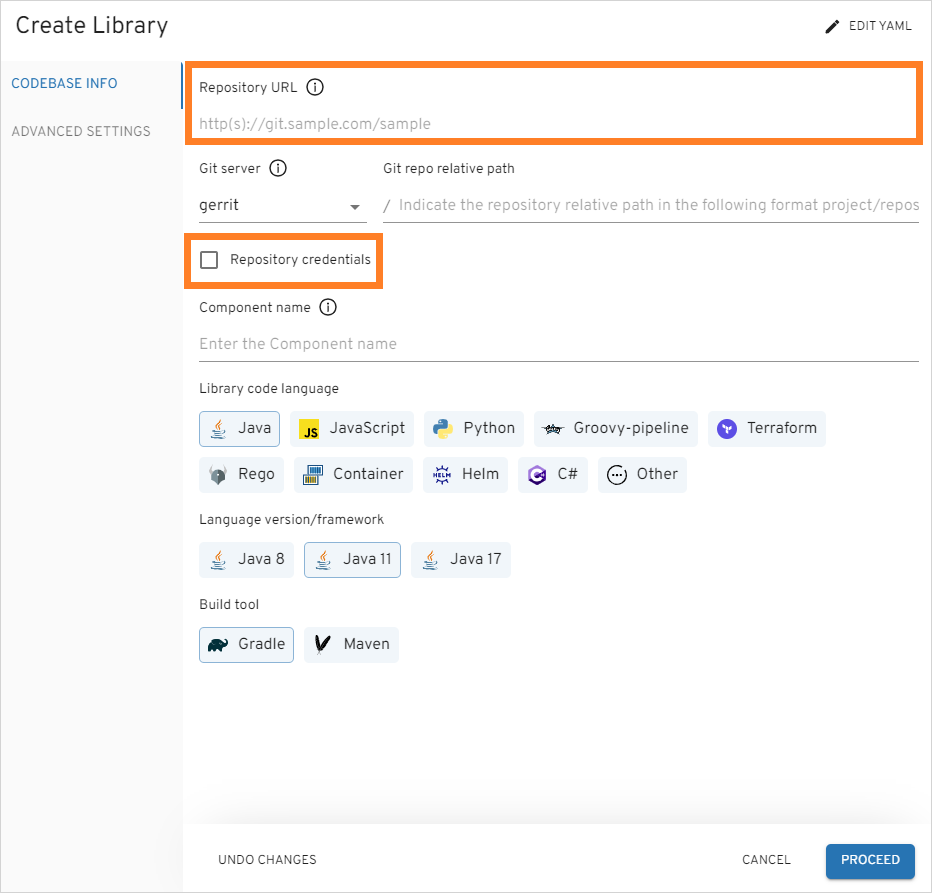 Create Library
EDIT YAML
CODEBASE INFO
ADVANCED SETTINGS
Repository URL
http(s)://git.sample.com/sample
Git server Git repo relative path
gerrit / Indicate the repository relative path in the following format project/repos
Repository credentials
Component name
Enter the Component name
Library code language
Java JS JavaScript Python Groovy-pipeline Terraform
Rego Container HELM Helm C# Other
Language version/framework
Java 8 Java 11 Java 17
Build tool
Gradle Maven
UNDO CHANGES CANCEL PROCEED